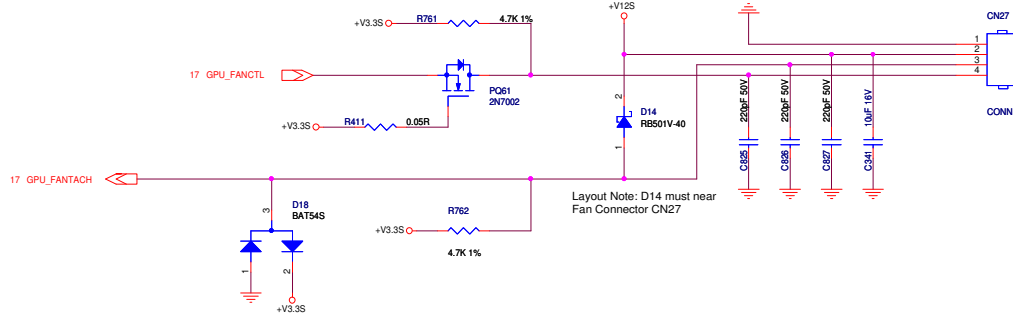 +V12S
CN27
+V3.3S
R761
4.7K 1%
1
2
3
4
17 GPU_FANCTL
PQ61
2N7002
+V3.3S
R411
0.05R
2
D14
RB501V-40
1
220pF 50V
220pF 50V
220pF 50V
10uF 16V
CONN
C825
C826
C827
C341
17 GPU_FANTACH
Layout Note: D14 must near
Fan Connector CN27
D18
BAT54S
3
R762
+V3.3S
4.7K 1%
1
2
+V3.3S